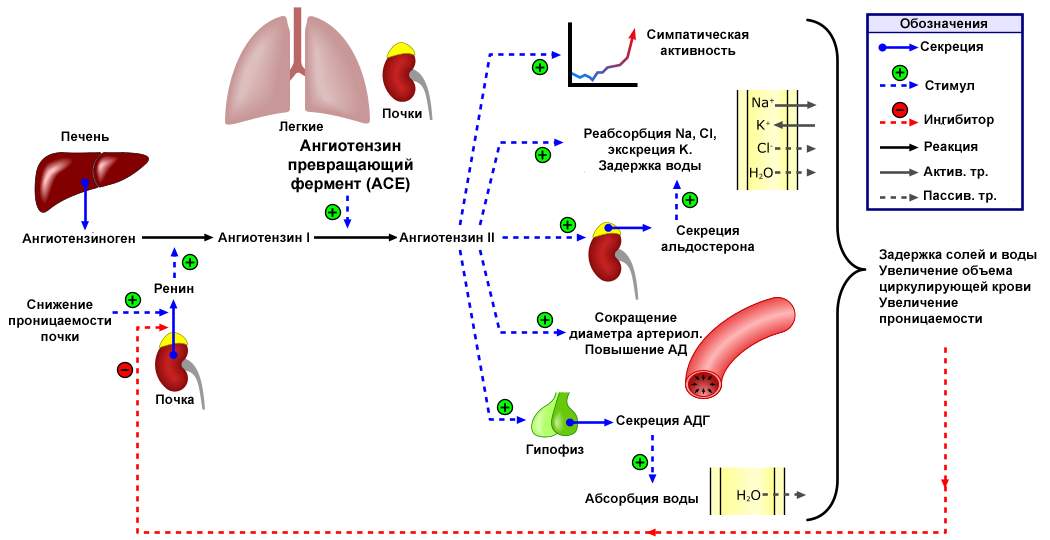 Печень
Ангиотензиноген
Легкие
Почки
Ангиотензин
превращающий
фермент (ACE)
Ангиотензин I
Ангиотензин II
Ренин
Снижение
проницаемости
почки
Почка
Симпатическая
активность
Реабсорбция Na, Cl,
экскреция K.
Задержка воды
Na⁺
K⁺
Cl⁻
H₂O
Секреция
альдостерона
Сокращение
диаметра артериол.
Повышение АД
Гипофиз
Секреция АДГ
Абсорбция воды
H₂O
Обозначения
Секреция
Стимул
Ингибитор
Реакция
Актив. тр.
Пассив. тр.
Задержка солей и воды
Увеличение объема
циркулирующей крови
Увеличение
проницаемости